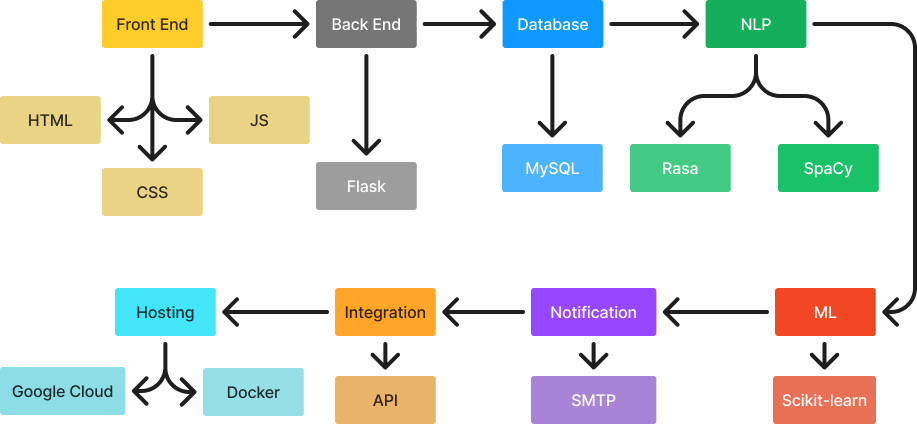 Front End
Back End
Database
NLP
HTML
JS
CSS
Flask
MySQL
Rasa
SpaCy
Hosting
Integration
Notification
ML
Google Cloud
Docker
API
SMTP
Scikit-learn